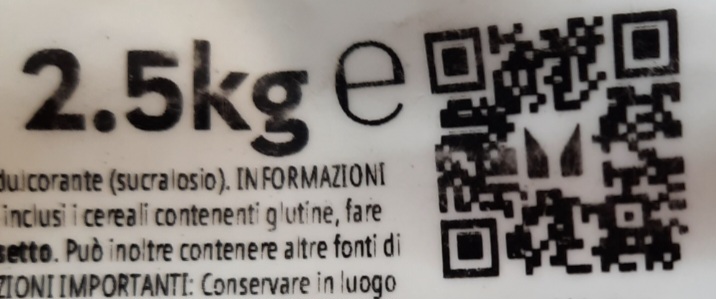 2.5kg e
dulcorante (sucralosio). INFORMAZIONI
inclusi i cereali contenenti glutine, fare
setto. Può inoltre contenere altre fonti di
ZIONI IMPORTANTI: Conservare in luogo